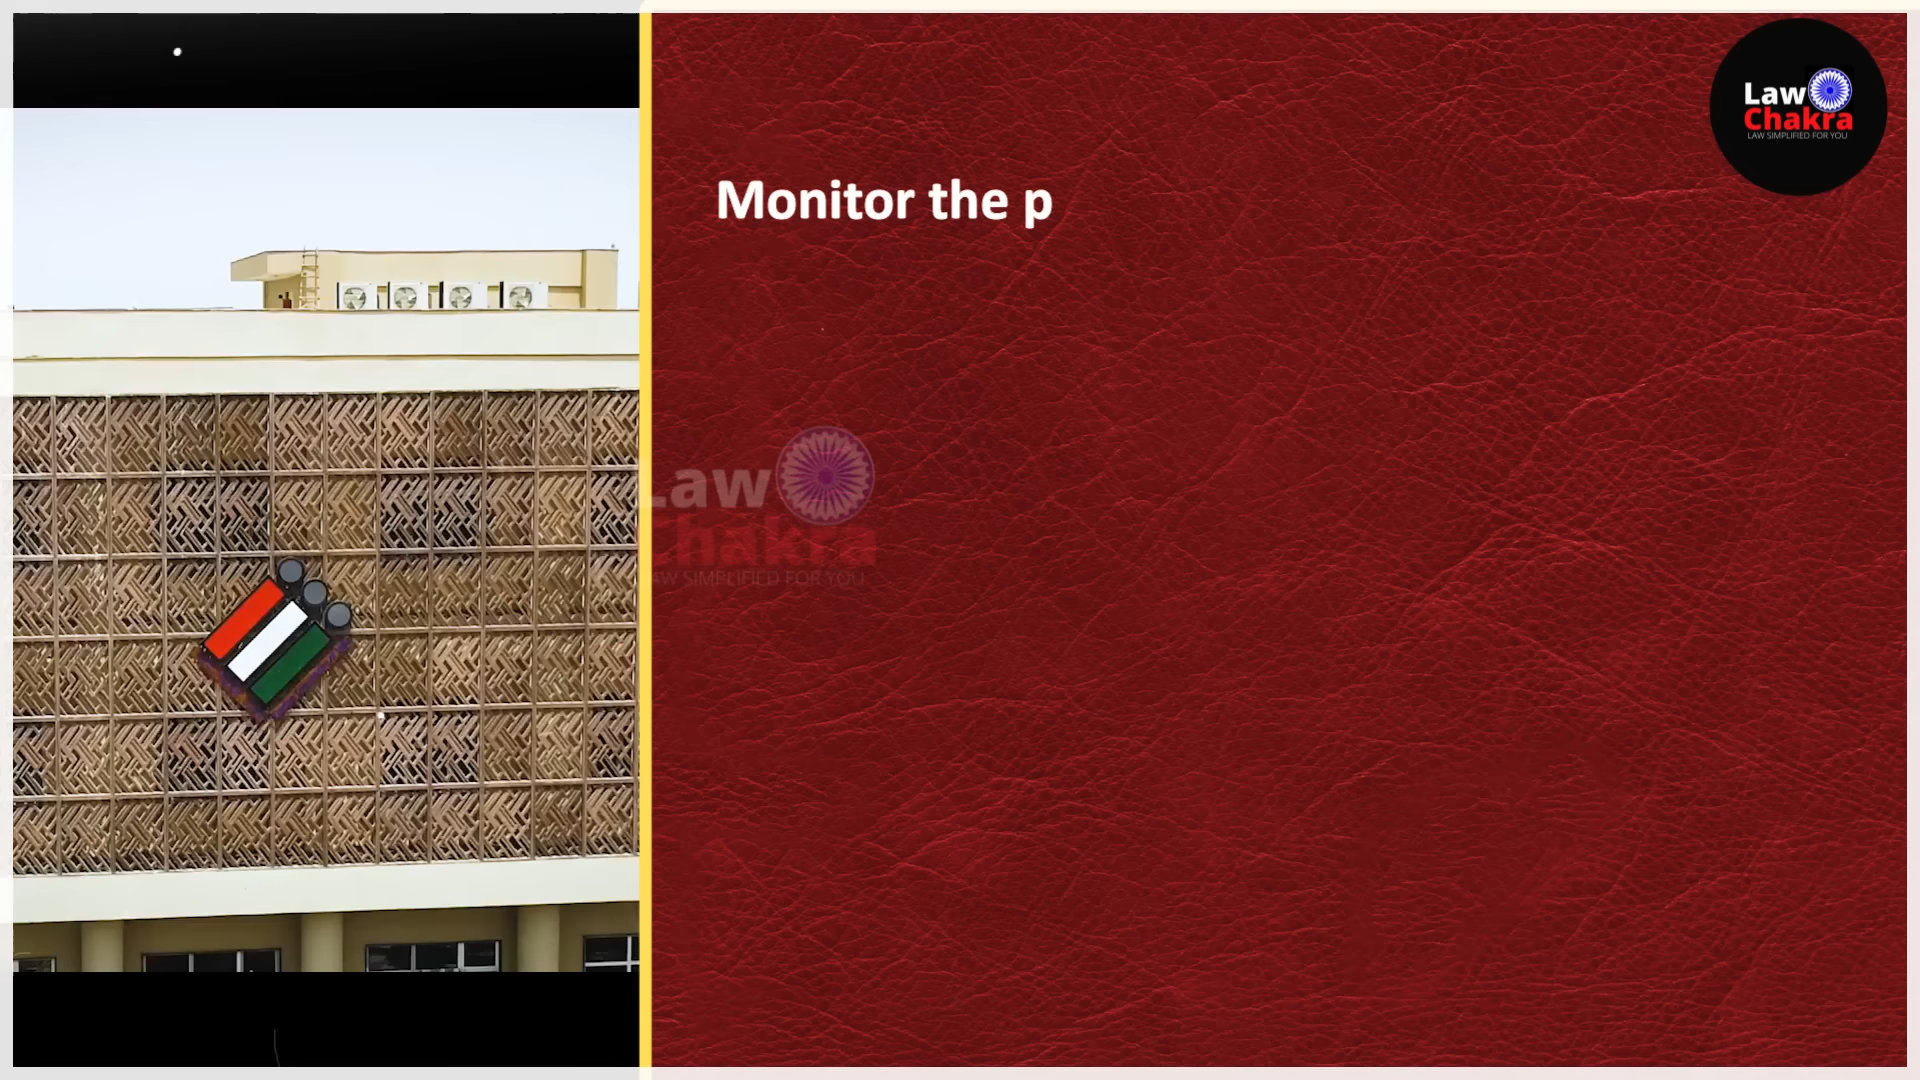 Law
Chakra
LAW SIMPLIFIED FOR YOU
Monitor the p
Law
Chakra
LAW SIMPLIFIED FOR YOU